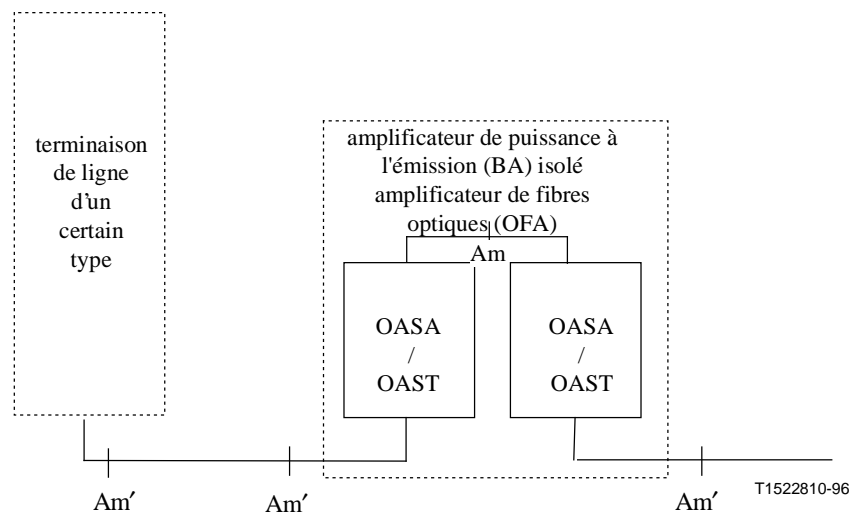 terminaison
de ligne
d'un
certain
type
amplificateur de puissance à
l'émission (BA) isolé
amplificateur de fibres
optiques (OFA)
Am
OASA
/
OAST
OASA
/
OAST
Am′
Am′
Am′
T1522810-96